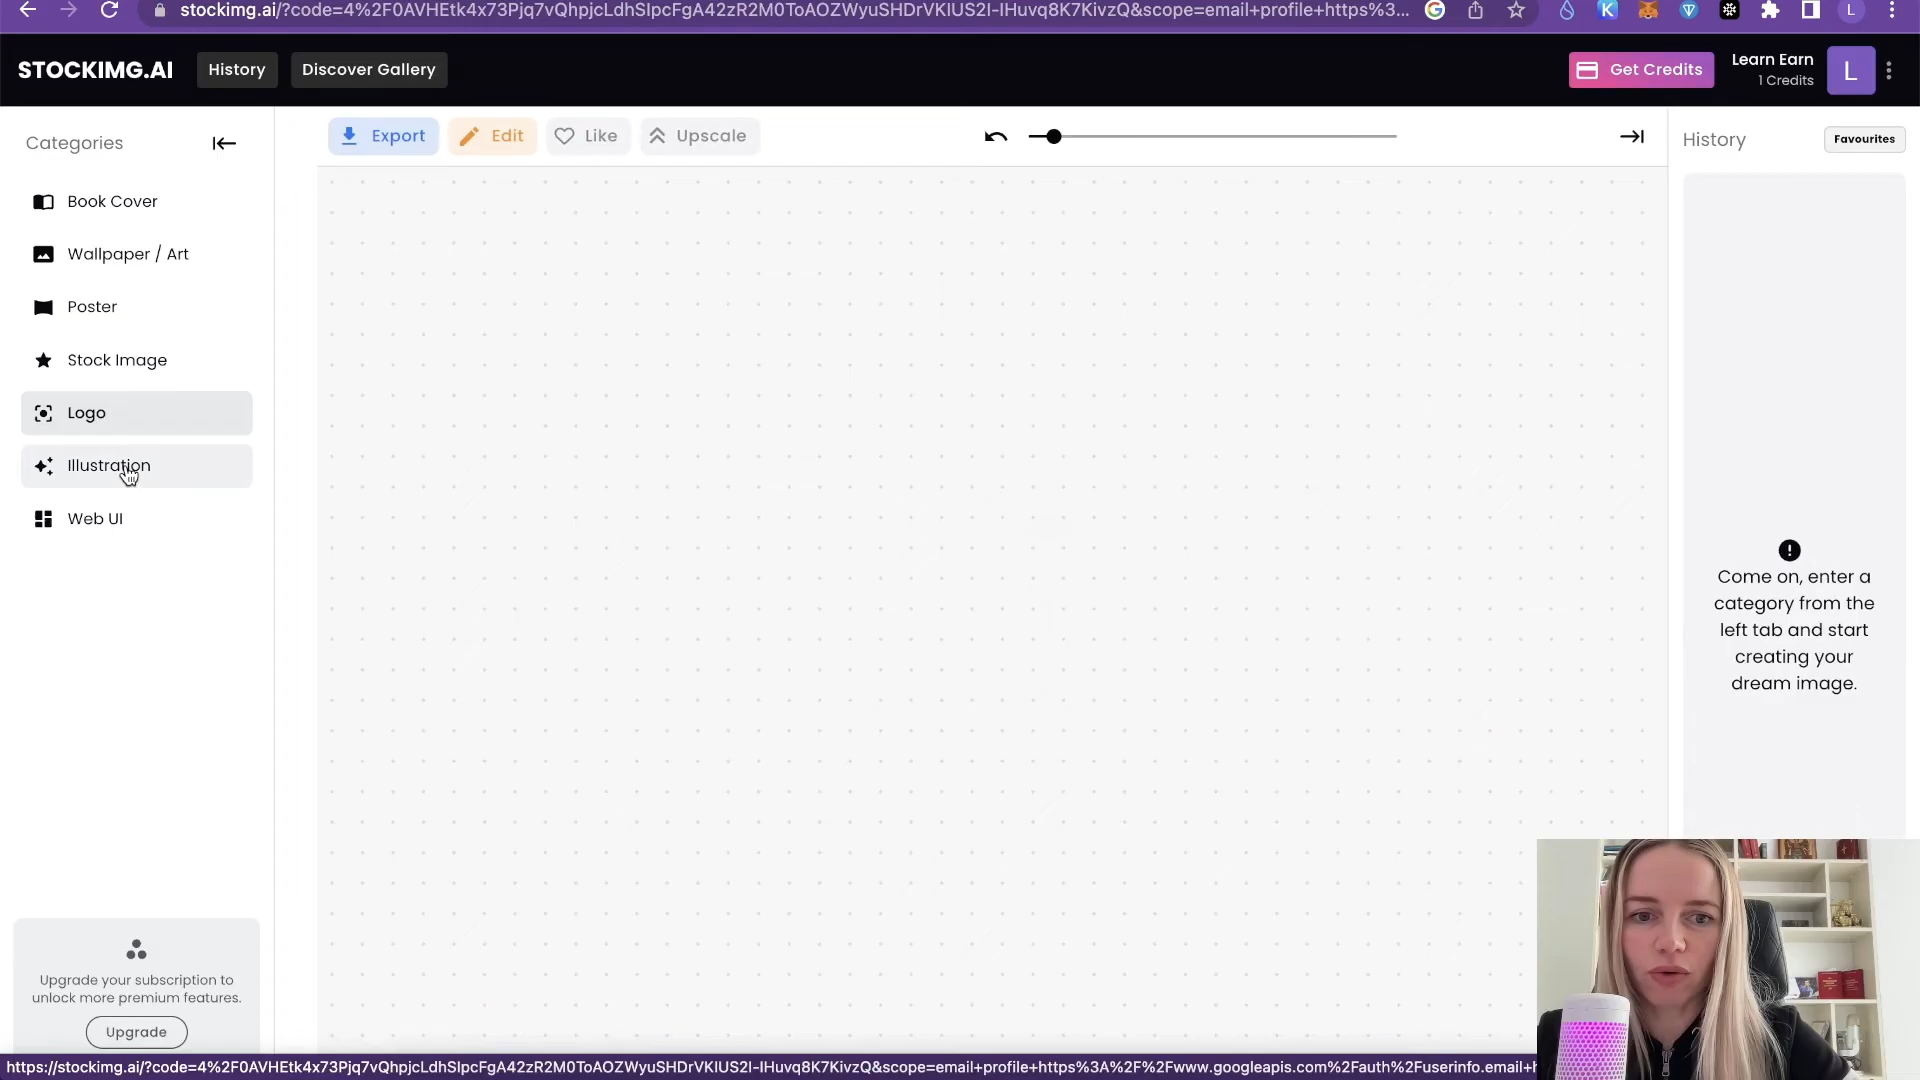 stockimg.ai/?code=4%2F0AVHEtk4x73Pjq7vQhpjcLdhSIpcFgA42zR2M0ToAOZWyuSHDrVKIUS2I-IHuvq8K7KivzQ&scope=email+profile+https%3...
STOCKIMG.AI
History
Discover Gallery
Get Credits
Learn Earn
1 Credits
L
Categories
Book Cover
Wallpaper / Art
Poster
Stock Image
Logo
Illustration
Web UI
Export
Edit
Like
Upscale
History
Favourites
Come on, enter a
category from the
left tab and start
creating your
dream image.
Upgrade your subscription to
unlock more premium features.
Upgrade
https://stockimg.ai/?code=4%2F0AVHEtk4x73Pjq7vQhpjcLdhSIpcFgA42zR2M0ToAOZWyuSHDrVKIUS2I-IHuvq8K7KivzQ&scope=email+profile+https%3A%2F%2Fwww.googleapis.com%2Fauth%2Fuserinfo.email+h